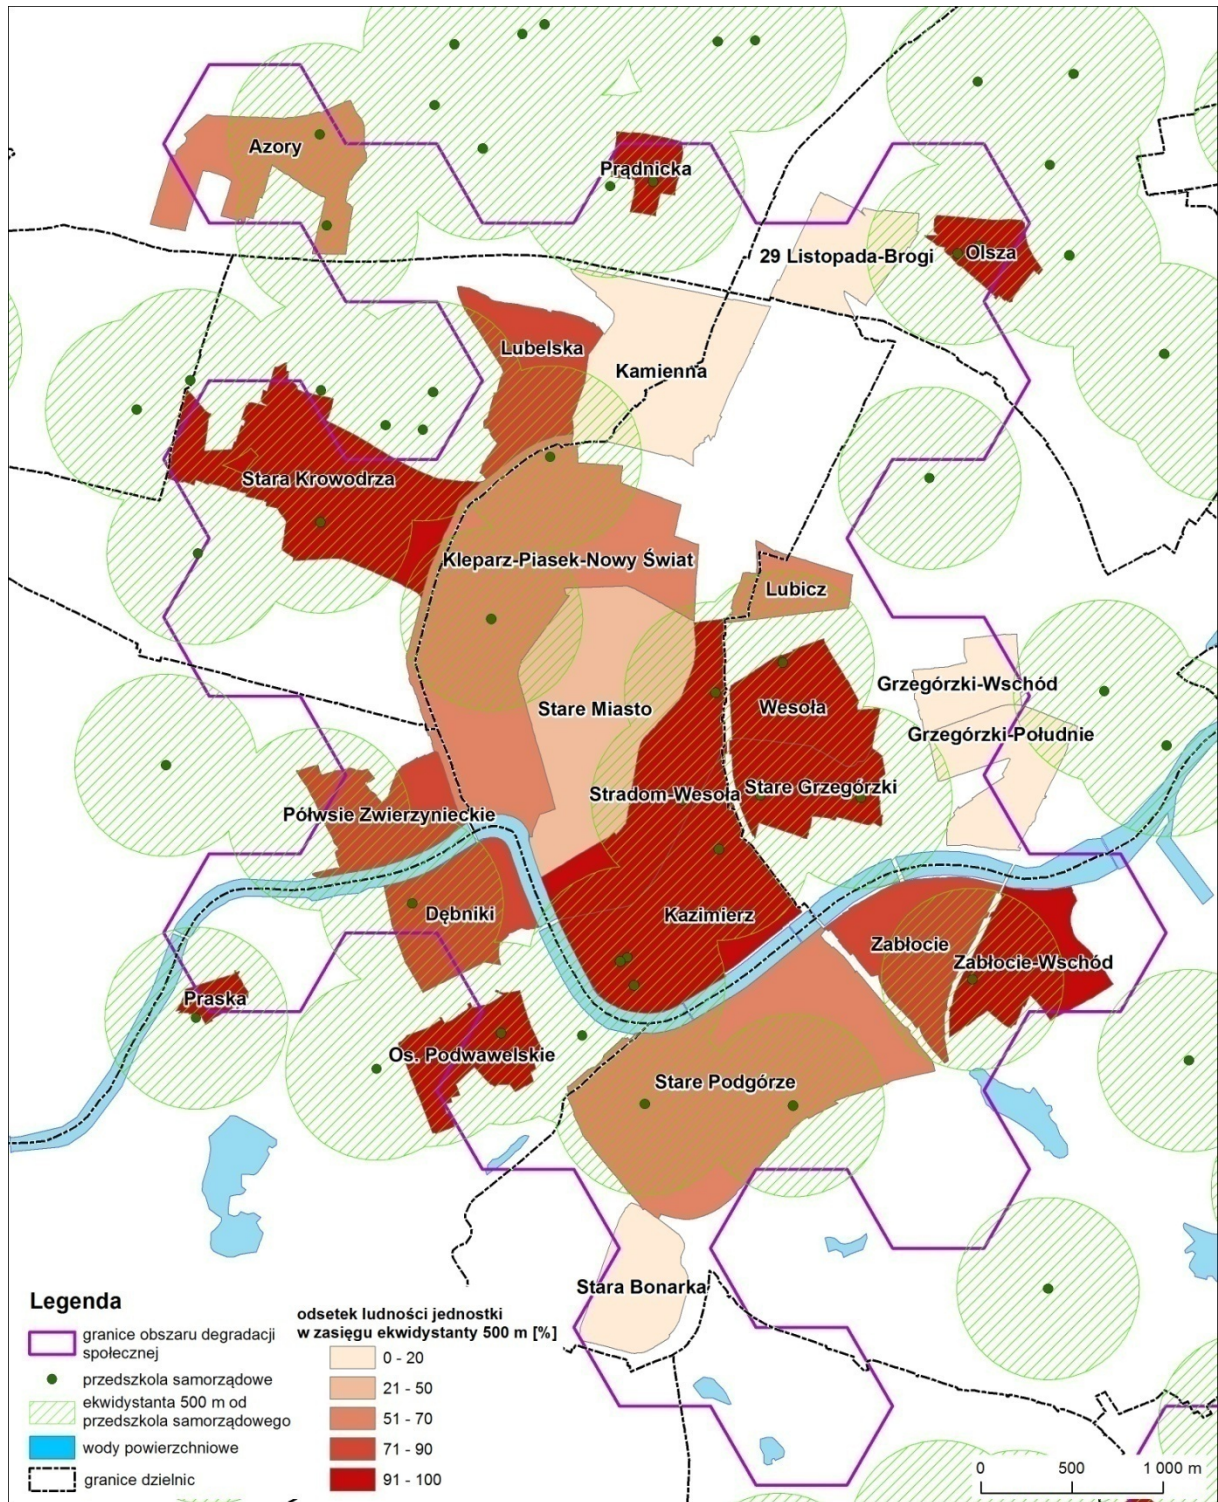 Azory
Prądnicka
29 Listopada-Brogi
Olsza
Lubelska
Kamienna
Stara Krowodrza
Kleparz-Piasek-Nowy Świat
Lubicz
Grzegórzki-Wschód
Stare Miasto
Wesoła
Grzegórzki-Południe
Stradom-Wesoła
Stare Grzegórzki
Półwsie Zwierzynieckie
Dębniki
Kazimierz
Zabłocie
Zabłocie-Wschód
Praska
Os. Podwawelskie
Stare Podgórze
Stara Bonarka
Legenda
granice obszaru degradacji
społecznej
przedszkola samorządowe
ekwidystanta 500 m od
przedszkola samorządowego
wody powierzchniowe
granice dzielnic
odsetek ludności jednostki
w zasięgu ekwidystanty 500 m [%]
0 - 20
21 - 50
51 - 70
71 - 90
91 - 100
0 500 1 000 m